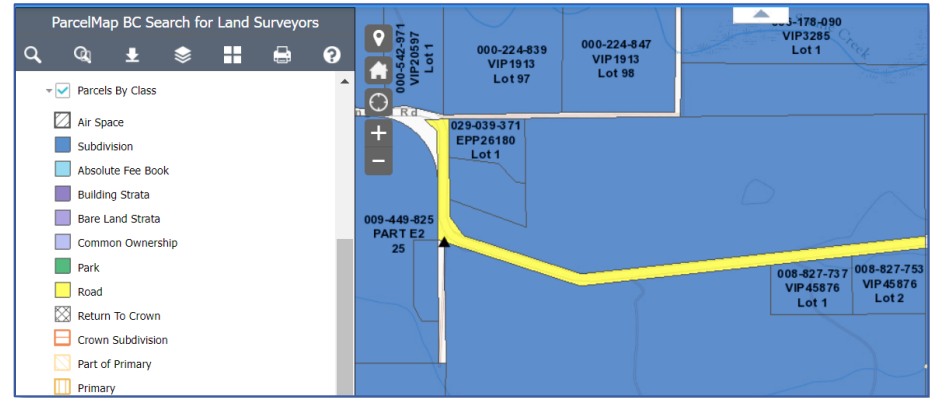 ParcelMap BC Search for Land Surveyors
Parcels By Class
Air Space
Subdivision
Absolute Fee Book
Building Strata
Bare Land Strata
Common Ownership
Park
Road
Return To Crown
Crown Subdivision
Part of Primary
Primary
000-542-971
VIP20597
Lot 1
000-224-839
VIP1913
Lot 97
000-224-847
VIP1913
Lot 98
VIP3285
Lot 1
Creek
Rd
029-039-371
EPP26180
Lot 1
009-449-825
PART E2
25
008-827-737
VIP45876
Lot 1
008-827-753
VIP45876
Lot 2